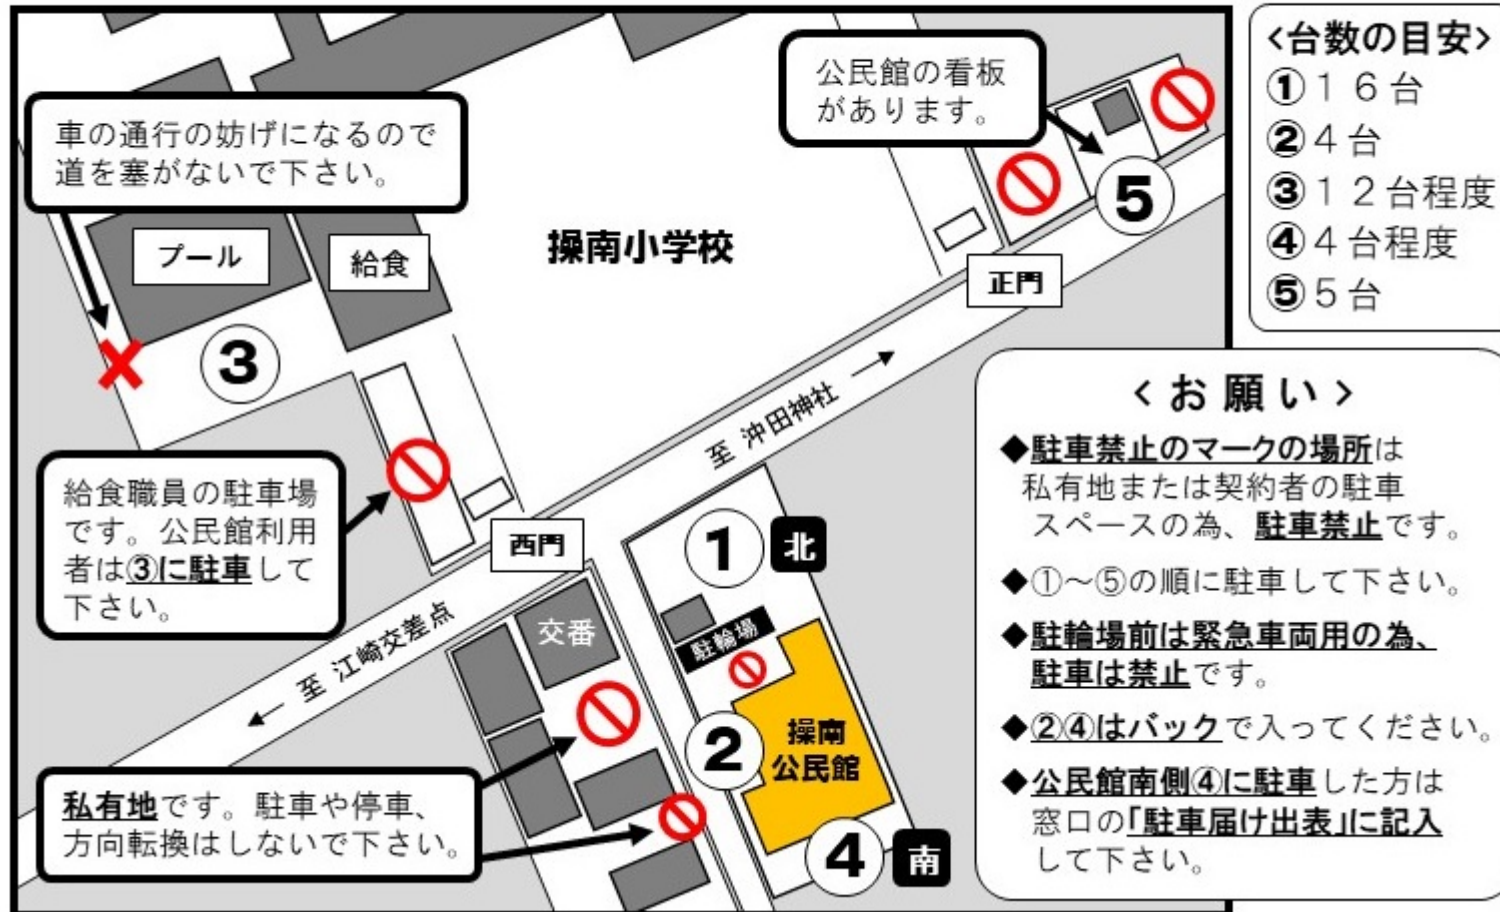 公民館の看板
があります。
車の通行の妨げになるので
道を塞がないで下さい。
プール
給食
操南小学校
⑤
正門
③
至 沖田神社
給食職員の駐車場
です。公民館利用
者は③に駐車して
下さい。
西門
① 北
交番
駐輪場
至 江崎交差点
②
操南
公民館
私有地です。駐車や停車、
方向転換はしないで下さい。
④ 南
<台数の目安>
①１６台
②４台
③１２台程度
④４台程度
⑤５台
<お願い>
◆駐車禁止のマークの場所は
私有地または契約者の駐車
スペースの為、駐車禁止です。
◆①～⑤の順に駐車して下さい。
◆駐輪場前は緊急車両用の為、
駐車は禁止です。
◆②④はバックで入ってください。
◆公民館南側④に駐車した方は
窓口の「駐車届け出表」に記入
して下さい。